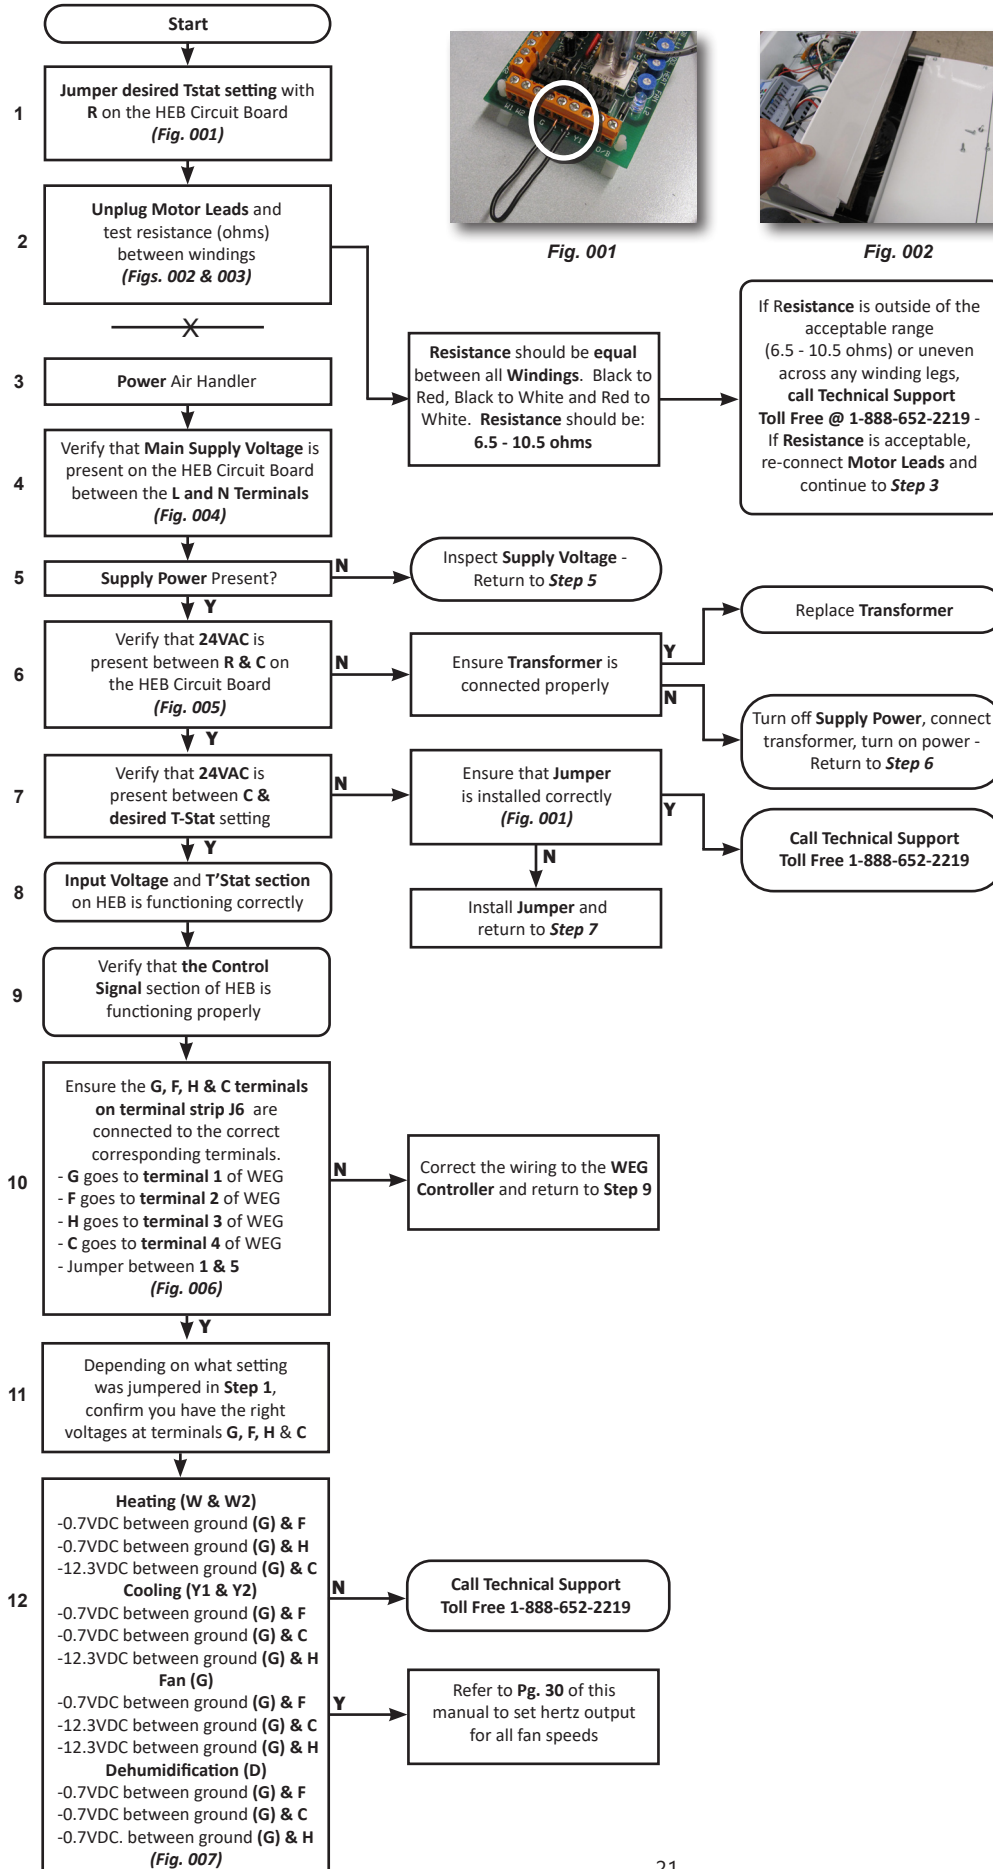 Start
1
Jumper desired Tstat setting with
R on the HEB Circuit Board
(Fig. 001)
2
Unplug Motor Leads and
test resistance (ohms)
between windings
(Figs. 002 & 003)
X
Fig. 001
Fig. 002
Resistance should be equal
between all Windings. Black to
Red, Black to White and Red to
White. Resistance should be:
6.5 - 10.5 ohms
If Resistance is outside of the
acceptable range
(6.5 - 10.5 ohms) or uneven
across any winding legs,
call Technical Support
Toll Free @ 1-888-652-2219 -
If Resistance is acceptable,
re-connect Motor Leads and
continue to Step 3
3
Power Air Handler
4
Verify that Main Supply Voltage is
present on the HEB Circuit Board
between the L and N Terminals
(Fig. 004)
5
Supply Power Present?
N
Inspect Supply Voltage -
Return to Step 5
Y
6
Verify that 24VAC is
present between R & C on
the HEB Circuit Board
(Fig. 005)
N
Ensure Transformer is
connected properly
Y
Replace Transformer
N
Turn off Supply Power, connect
transformer, turn on power -
Return to Step 6
Y
7
Verify that 24VAC is
present between C &
desired T-Stat setting
N
Ensure that Jumper
is installed correctly
(Fig. 001)
Y
Call Technical Support
Toll Free 1-888-652-2219
N
Install Jumper and
return to Step 7
Y
8
Input Voltage and T'Stat section
on HEB is functioning correctly
9
Verify that the Control
Signal section of HEB is
functioning properly
10
Ensure the G, F, H & C terminals
on terminal strip J6 are
connected to the correct
corresponding terminals.
- G goes to terminal 1 of WEG
- F goes to terminal 2 of WEG
- H goes to terminal 3 of WEG
- C goes to terminal 4 of WEG
- Jumper between 1 & 5
(Fig. 006)
N
Correct the wiring to the WEG
Controller and return to Step 9
Y
11
Depending on what setting
was jumpered in Step 1,
confirm you have the right
voltages at terminals G, F, H & C
12
Heating (W & W2)
-0.7VDC between ground (G) & F
-0.7VDC between ground (G) & H
-12.3VDC between ground (G) & C
Cooling (Y1 & Y2)
-0.7VDC between ground (G) & F
-0.7VDC between ground (G) & C
-12.3VDC between ground (G) & H
Fan (G)
-0.7VDC between ground (G) & F
-12.3VDC between ground (G) & C
-12.3VDC between ground (G) & H
Dehumidification (D)
-0.7VDC between ground (G) & F
-0.7VDC between ground (G) & C
-0.7VDC. between ground (G) & H
(Fig. 007)
N
Call Technical Support
Toll Free 1-888-652-2219
Y
Refer to Pg. 30 of this
manual to set hertz output
for all fan speeds